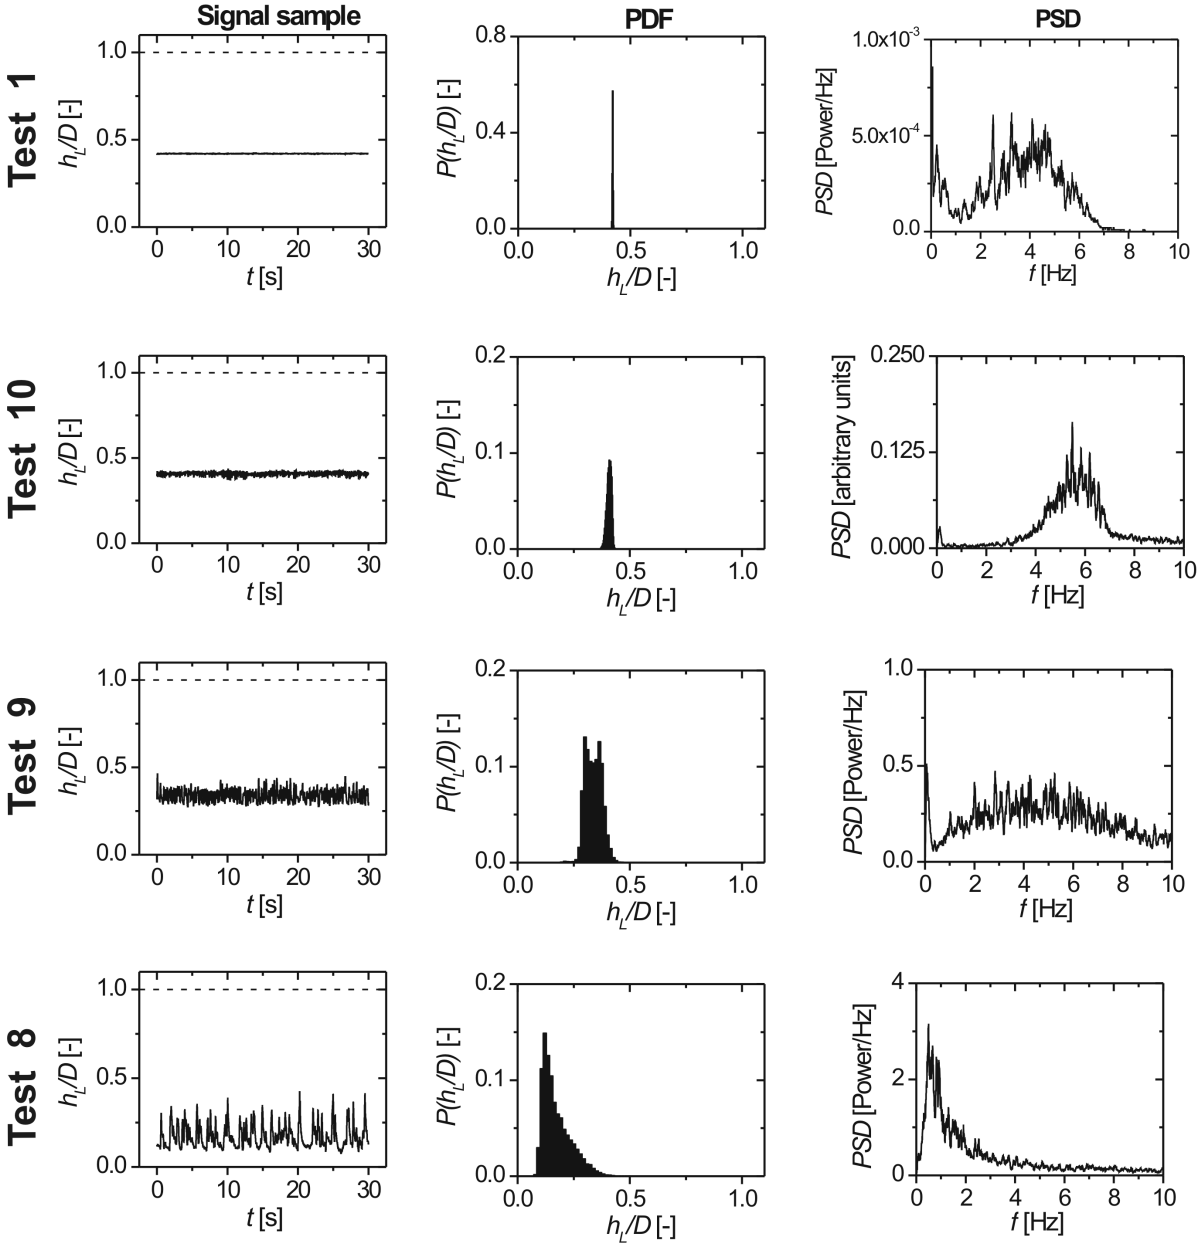 Signal sample PDF PSD
Test 1
h_L/D [-]
1.0
0.5
0.0
0 10 20 30
t [s]
P(h_L/D) [-]
0.8
0.4
0.0
0.0 0.5 1.0
h_L/D [-]
PSD [Power/Hz]
1.0x10^-3
5.0x10^-4
0.0
0 2 4 6 8 10
f [Hz]
Test 10
h_L/D [-]
1.0
0.5
0.0
0 10 20 30
t [s]
P(h_L/D) [-]
0.2
0.1
0.0
0.0 0.5 1.0
h_L/D [-]
PSD [arbitrary units]
0.250
0.125
0.000
0 2 4 6 8 10
f [Hz]
Test 9
h_L/D [-]
1.0
0.5
0.0
0 10 20 30
t [s]
P(h_L/D) [-]
0.2
0.1
0.0
0.0 0.5 1.0
h_L/D [-]
PSD [Power/Hz]
1.0
0.5
0.0
0 2 4 6 8 10
f [Hz]
Test 8
h_L/D [-]
1.0
0.5
0.0
0 10 20 30
t [s]
P(h_L/D) [-]
0.2
0.1
0.0
0.0 0.5 1.0
h_L/D [-]
PSD [Power/Hz]
4
2
0
0 2 4 6 8 10
f [Hz]